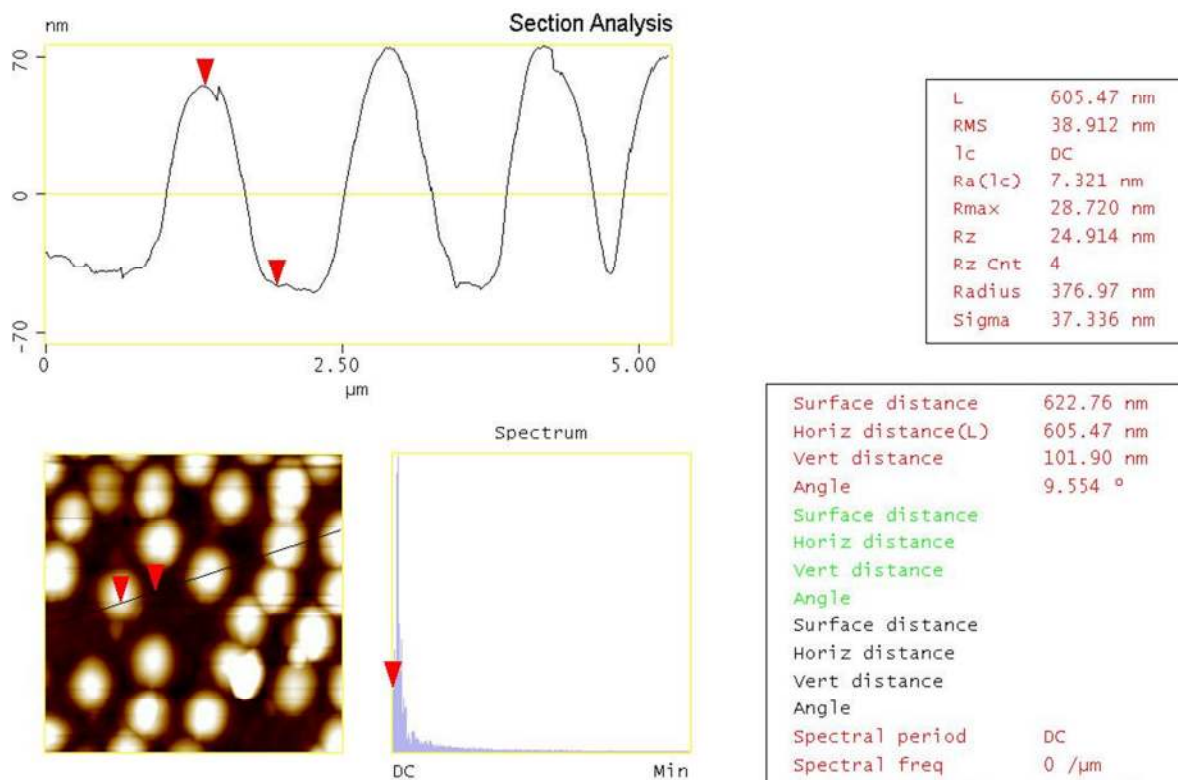 nm Section Analysis
70
0
-70
0 2.50 5.00
µm
L 605.47 nm
RMS 38.912 nm
lc DC
Ra(lc) 7.321 nm
Rmax 28.720 nm
Rz 24.914 nm
Rz Cnt 4
Radius 376.97 nm
Sigma 37.336 nm
Spectrum
DC Min
Surface distance 622.76 nm
Horiz distance(L) 605.47 nm
Vert distance 101.90 nm
Angle 9.554 º
Surface distance
Horiz distance
Vert distance
Angle
Surface distance
Horiz distance
Vert distance
Angle
Spectral period DC
Spectral freq 0 /µm